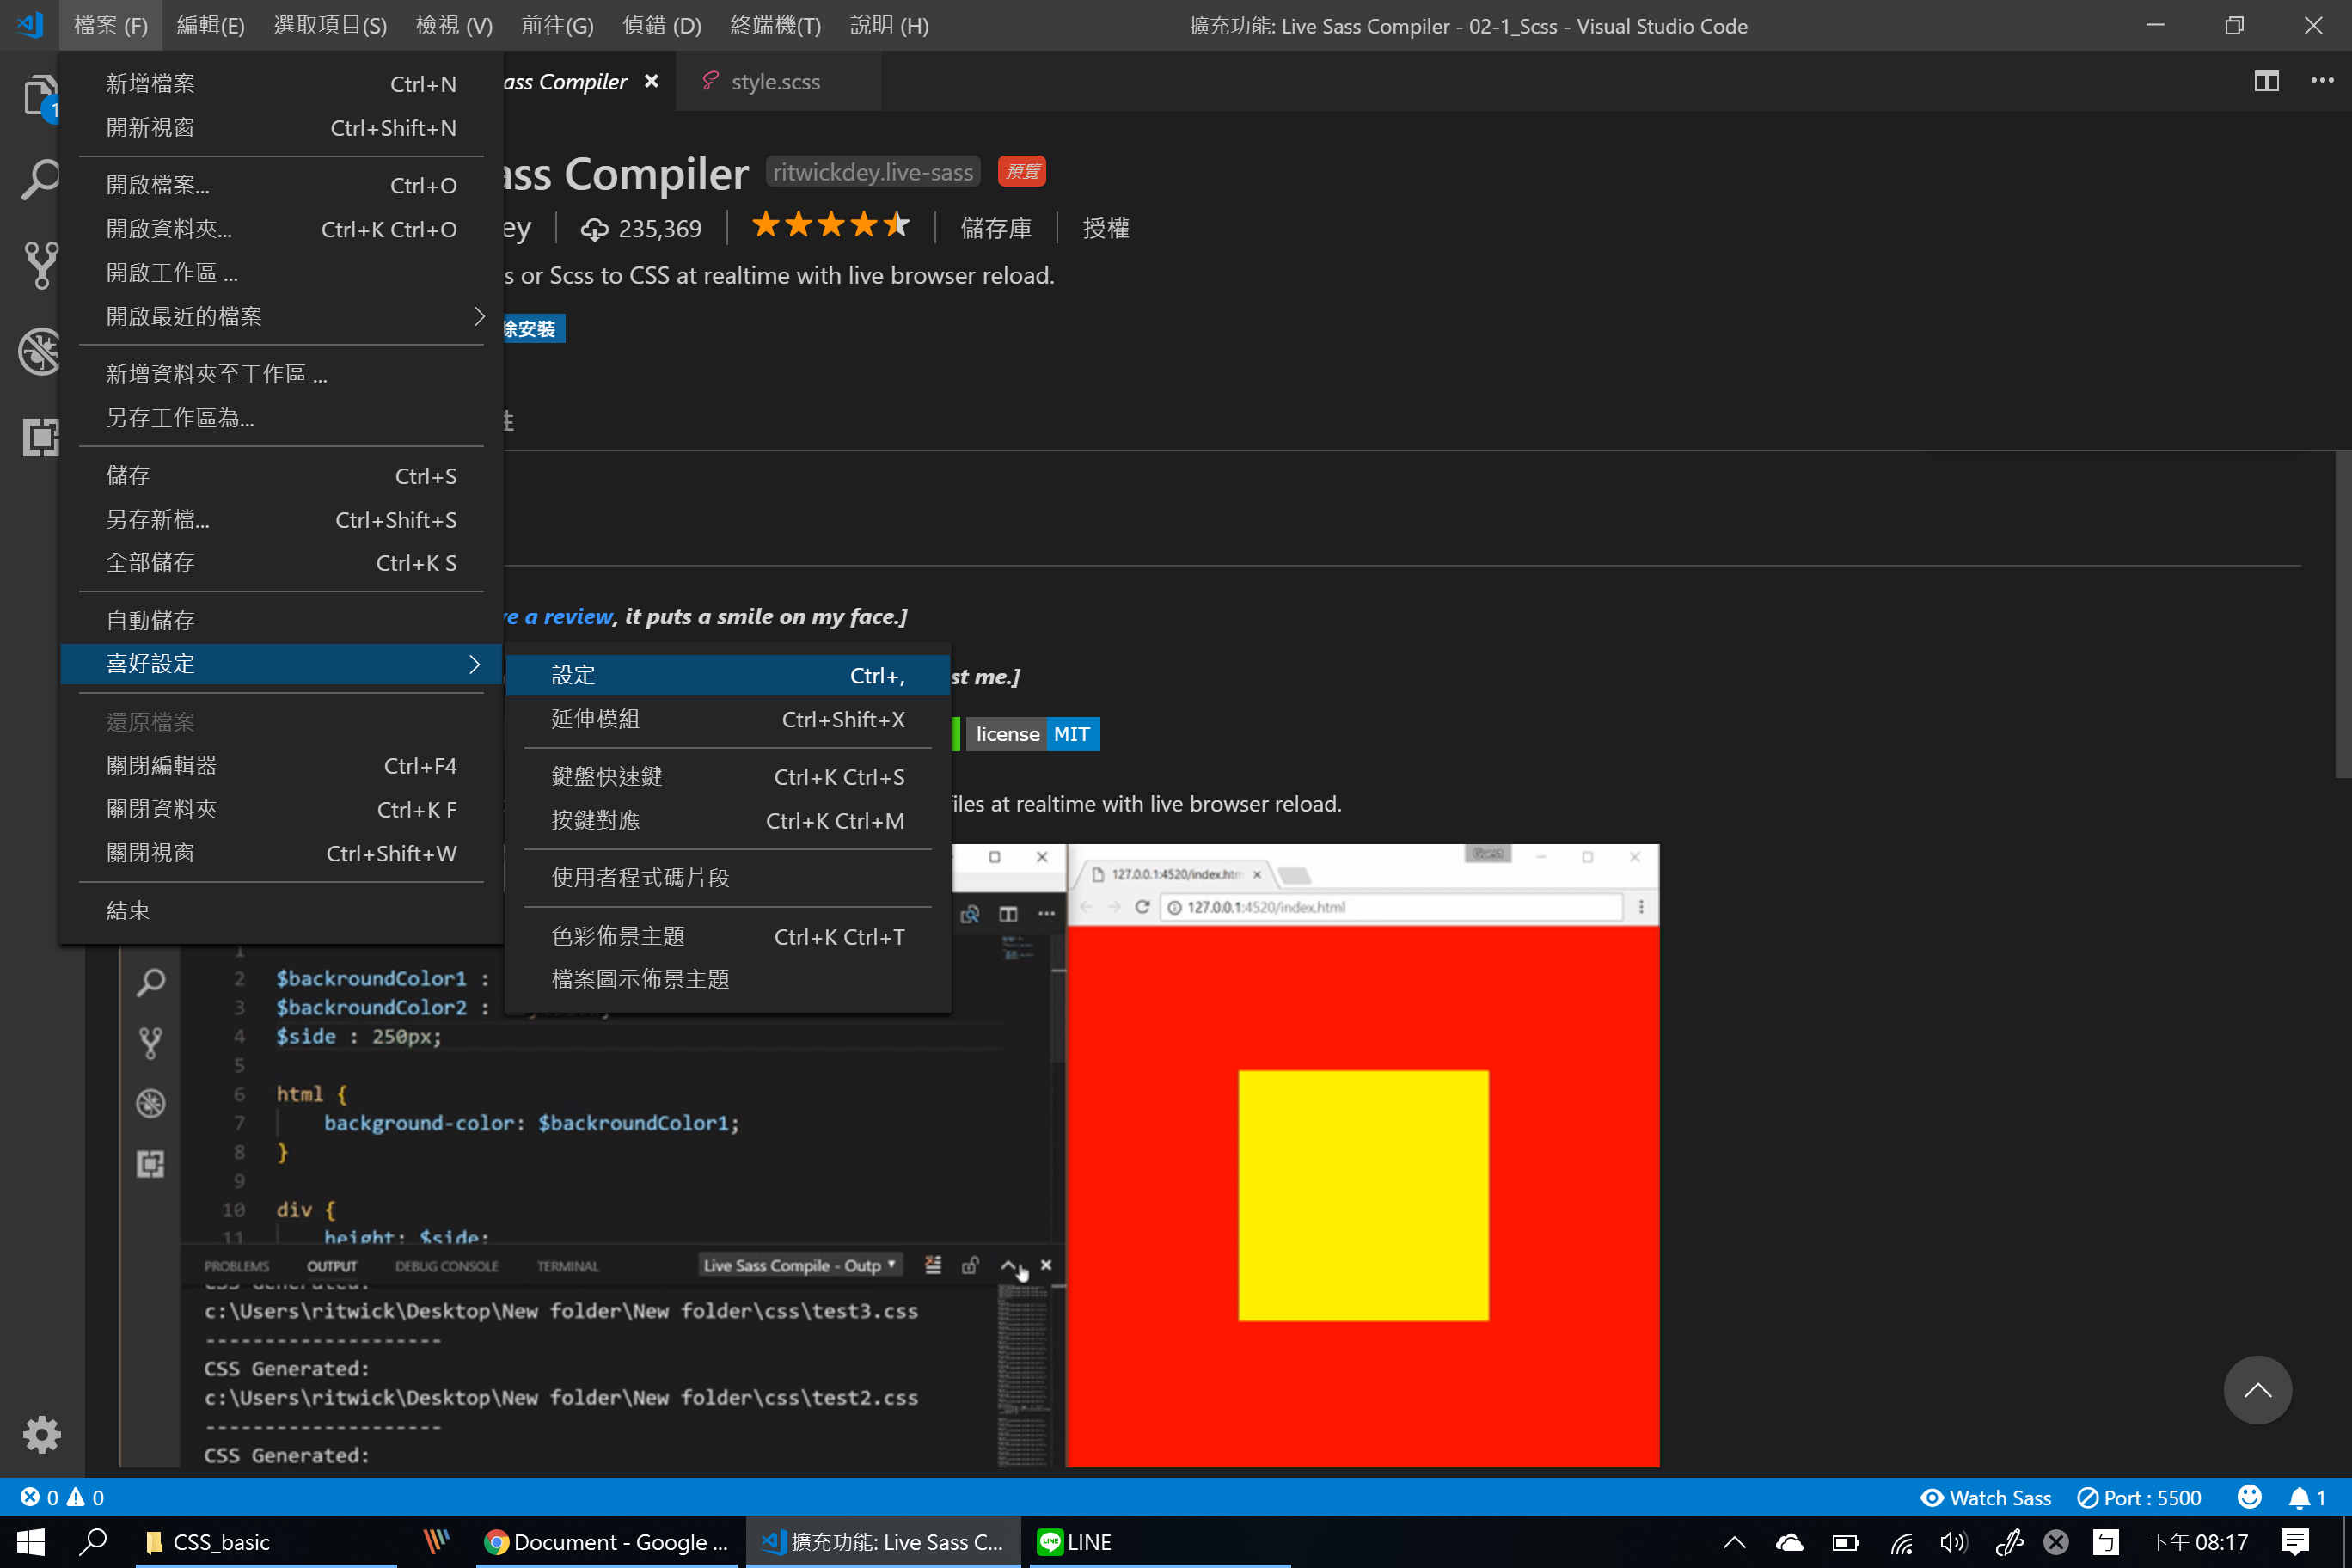 檔案 (F) 編輯(E) 選取項目(S) 檢視 (V) 前往(G) 偵錯 (D) 終端機(T) 說明 (H) 擴充功能: Live Sass Compiler - 02-1_Scss - Visual Studio Code
ass Compiler × style.scss
1
新增檔案 Ctrl+N
開新視窗 Ctrl+Shift+N
開啟檔案... Ctrl+O
開啟資料夾... Ctrl+K Ctrl+O
開啟工作區 ...
開啟最近的檔案
新增資料夾至工作區 ...
另存工作區為...
儲存 Ctrl+S
另存新檔... Ctrl+Shift+S
全部儲存 Ctrl+K S
自動儲存
喜好設定
還原檔案
關閉編輯器 Ctrl+F4
關閉資料夾 Ctrl+K F
關閉視窗 Ctrl+Shift+W
結束
設定 Ctrl+,
延伸模組 Ctrl+Shift+X
鍵盤快速鍵 Ctrl+K Ctrl+S
按鍵對應 Ctrl+K Ctrl+M
使用者程式碼片段
色彩佈景主題 Ctrl+K Ctrl+T
檔案圖示佈景主題
ass Compiler ritwickdey.live-sass 預覽
ey 235,369 儲存庫 授權
s or Scss to CSS at realtime with live browser reload.
除安裝
ve a review, it puts a smile on my face.]
st me.]
license MIT
files at realtime with live browser reload.
Guest
127.0.0.1:4520/index.htm
127.0.0.1:4520/index.html
1
2 $backroundColor1 :
3 $backroundColor2 :
4 $side : 250px;
5
6 html {
7 background-color: $backroundColor1;
8 }
9
10 div {
11 height: $side;
PROBLEMS OUTPUT DEBUG CONSOLE TERMINAL Live Sass Compile - Outp
CSS Generated:
c:\Users\ritwick\Desktop\New folder\New folder\css\test3.css
--------------------
CSS Generated:
c:\Users\ritwick\Desktop\New folder\New folder\css\test2.css
--------------------
CSS Generated:
0 0 Watch Sass Port : 5500 1
CSS_basic Document - Google ... 擴充功能: Live Sass C... LINE LINE 下午 08:17